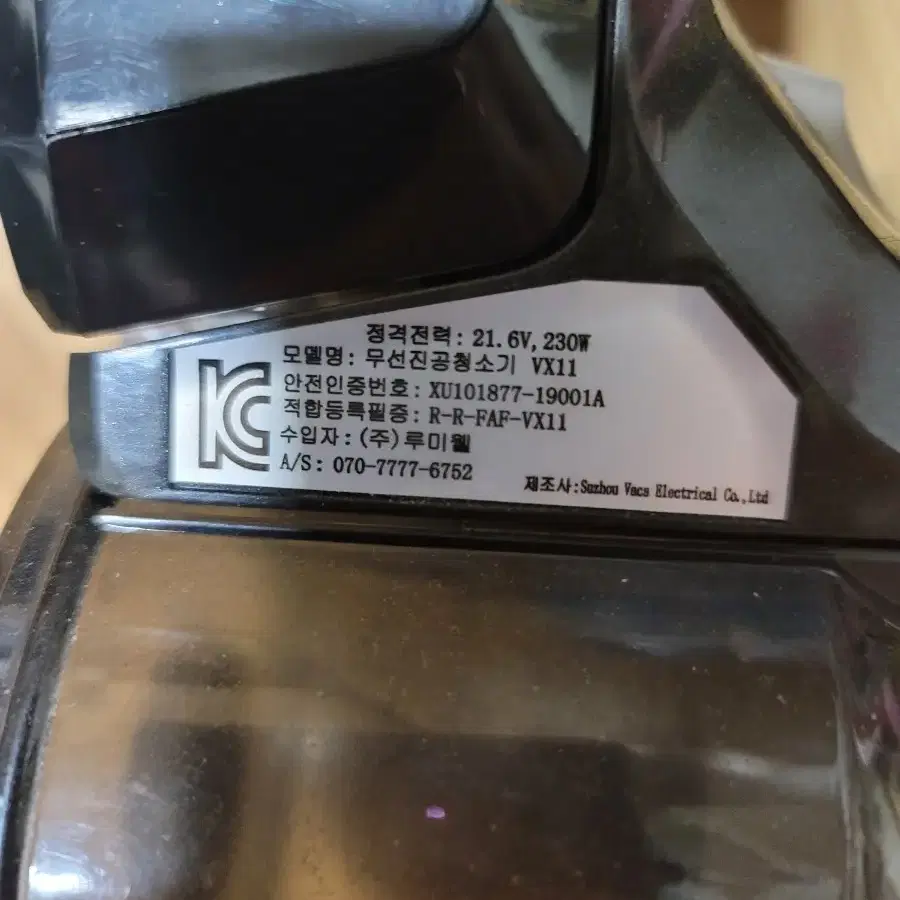 정격전력: 21.6V, 230W
모델명: 무선진공청소기 VX11
안전인증번호: XU101877-19001A
적합등록필증: R-R-FAF-VX11
수입자: (주)루미웰
A/S: 070-7777-6752
제조사:Suzhou Vacs Electrical Co.,Ltd